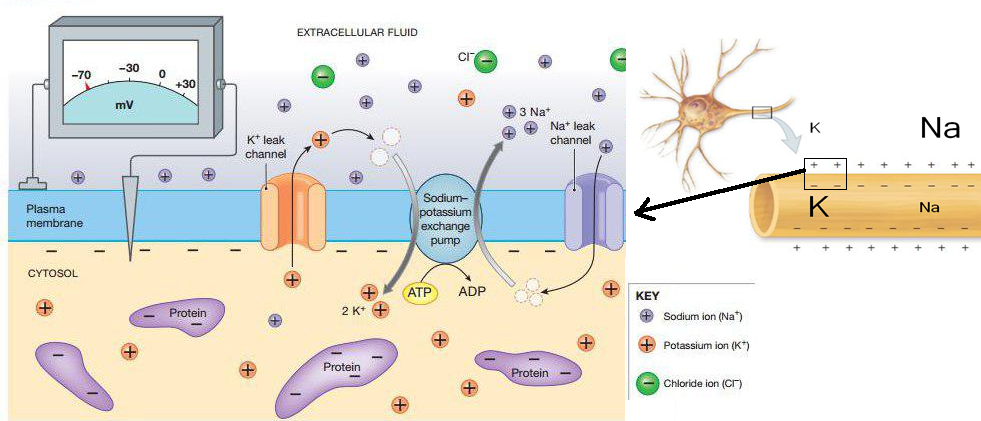 EXTRACELLULAR FLUID
−70
−30
0
+30
mV
Cl⁻
3 Na⁺
K⁺ leak
channel
Na⁺ leak
channel
Plasma
membrane
Sodium–
potassium
exchange
pump
CYTOSOL
ATP
ADP
2 K⁺
Protein
Protein
Protein
K
Na
K
Na
KEY
Sodium ion (Na⁺)
Potassium ion (K⁺)
Chloride ion (Cl⁻)